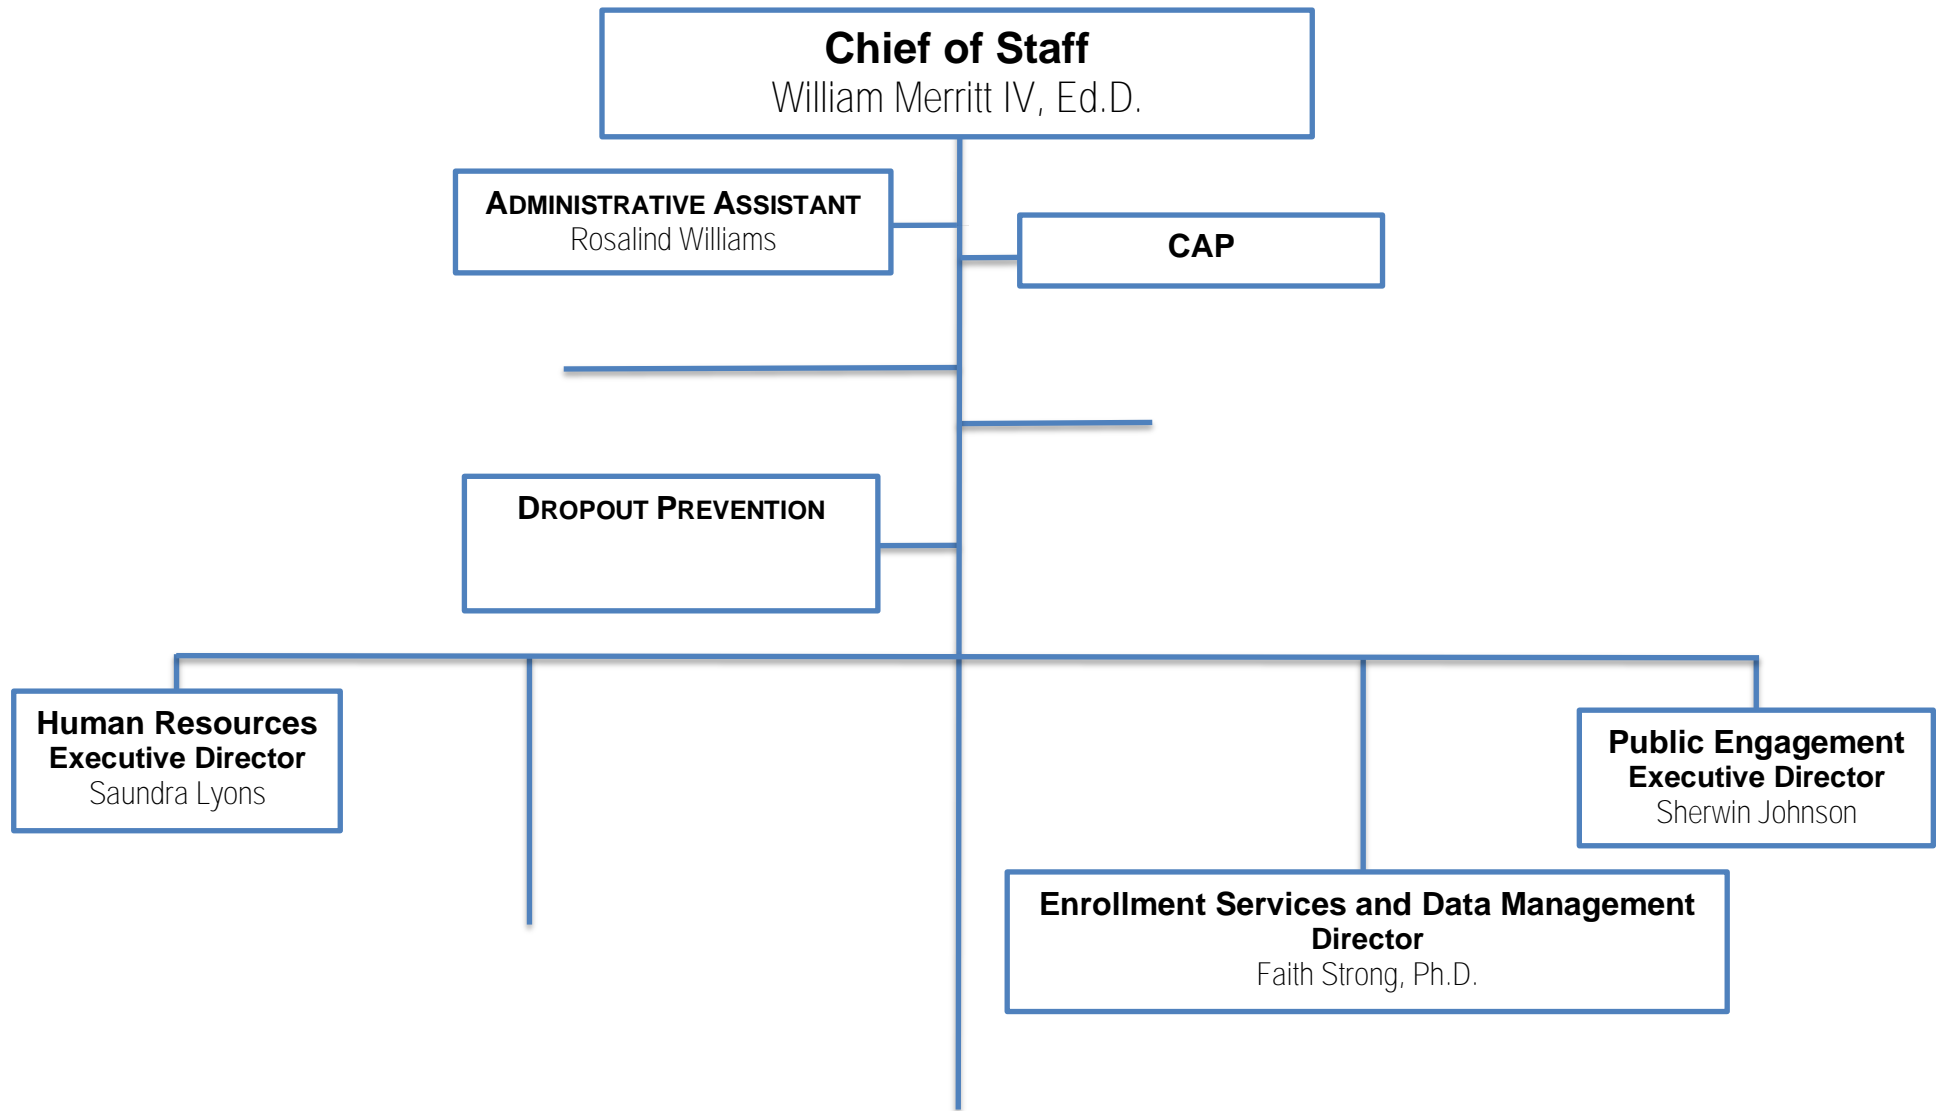 Chief of Staff
William Merritt IV, Ed.D.
ADMINISTRATIVE ASSISTANT
Rosalind Williams
CAP
DROPOUT PREVENTION
Human Resources
Executive Director
Saundra Lyons
Public Engagement
Executive Director
Sherwin Johnson
Enrollment Services and Data Management
Director
Faith Strong, Ph.D.